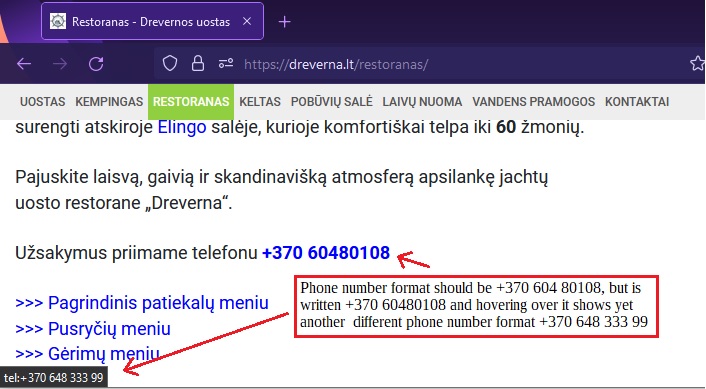 Restoranas - Drevernos uostas
https://dreverna.lt/restoranas/
UOSTAS KEMPINGAS RESTORANAS KELTAS POBŪVIŲ SALĖ LAIVŲ NUOMA VANDENS PRAMOGOS KONTAKTAI
surengti atskiroje Elingo salėje, kurioje komfortiškai telpa iki 60 žmonių.
Pajuskite laisvą, gaivią ir skandinavišką atmosferą apsilankę jachtų
uosto restorane „Dreverna“.
Užsakymus priimame telefonu +370 60480108
Phone number format should be +370 604 80108, but is
written +370 60480108 and hovering over it shows yet
another different phone number format +370 648 333 99
>>> Pagrindinis patiekalų meniu
>>> Pusryčių meniu
>>> Gėrimų meniu
tel:+370 648 333 99